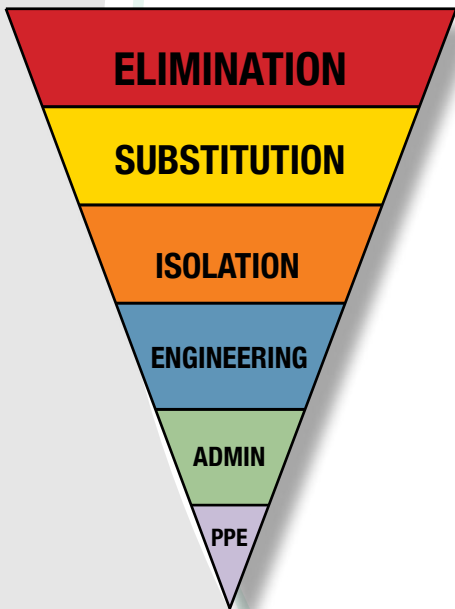 ELIMINATION
SUBSTITUTION
ISOLATION
ENGINEERING
ADMIN
PPE